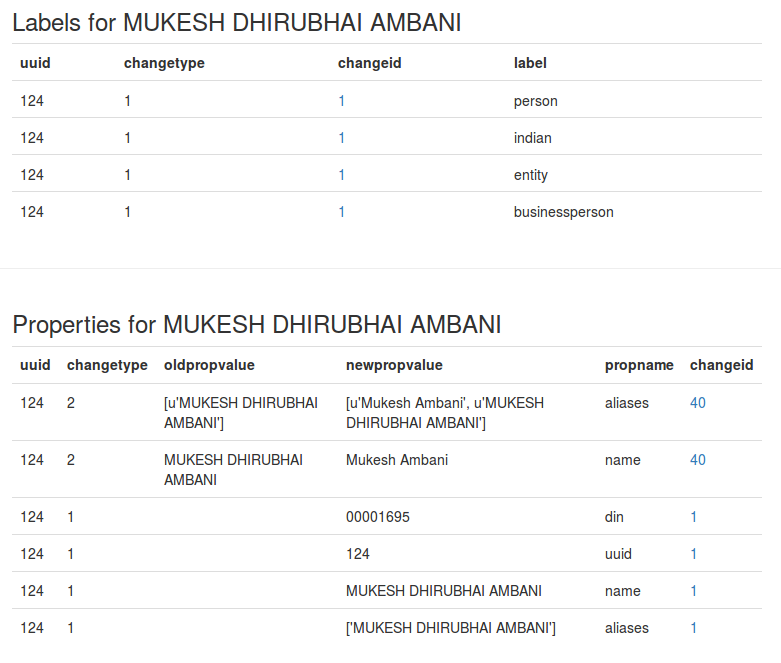 Labels for MUKESH DHIRUBHAI AMBANI
uuid changetype changeid label
124 1 1 person
124 1 1 indian
124 1 1 entity
124 1 1 businessperson
Properties for MUKESH DHIRUBHAI AMBANI
uuid changetype oldpropvalue newpropvalue propname changeid
124 2 [u'MUKESH DHIRUBHAI [u'Mukesh Ambani', u'MUKESH aliases 40
AMBANI'] DHIRUBHAI AMBANI']
124 2 MUKESH DHIRUBHAI Mukesh Ambani name 40
AMBANI
124 1 00001695 din 1
124 1 124 uuid 1
124 1 MUKESH DHIRUBHAI AMBANI name 1
124 1 ['MUKESH DHIRUBHAI AMBANI'] aliases 1